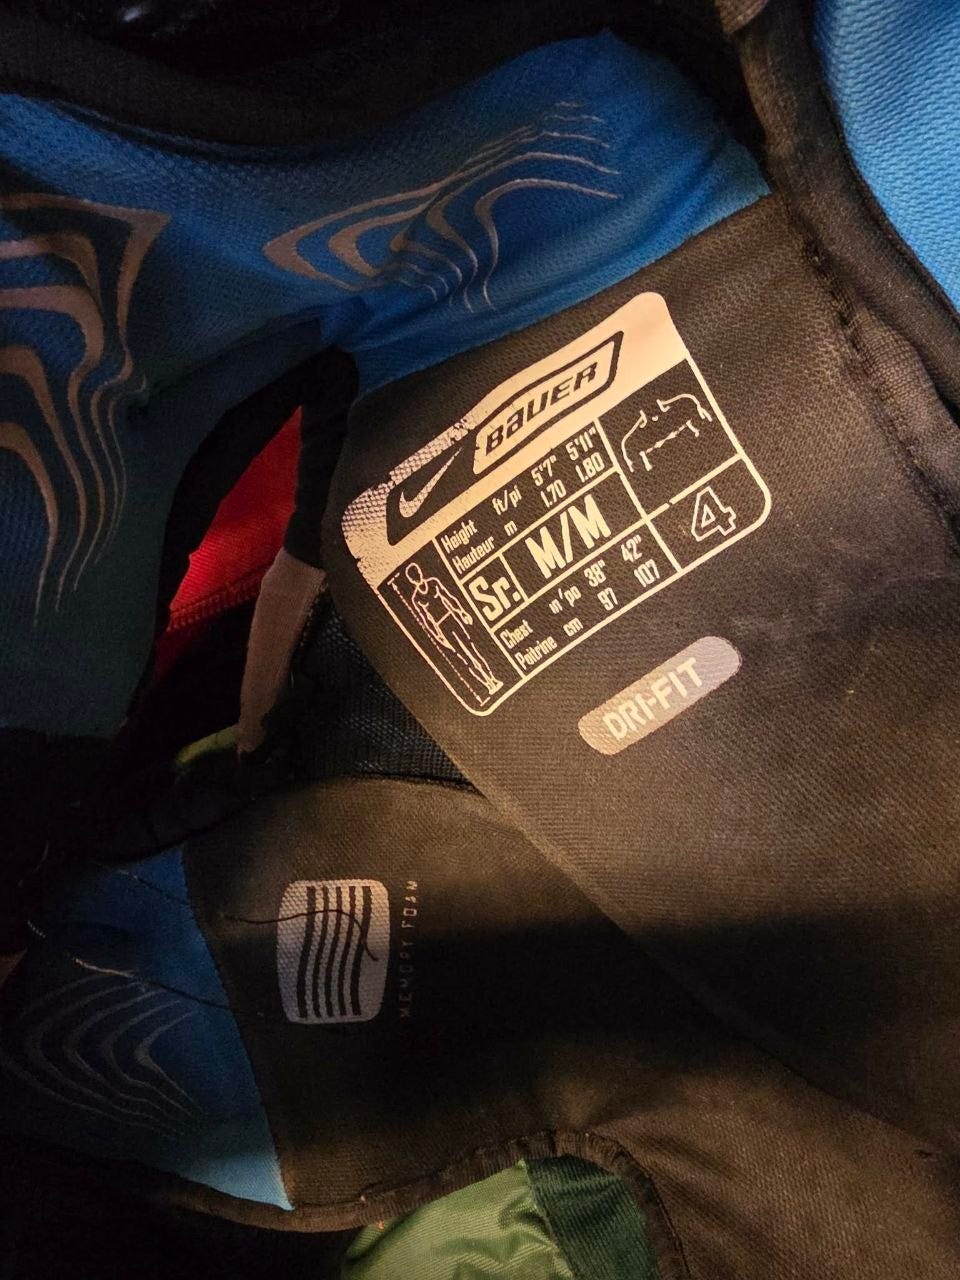 BAUER
Height ft/pi 5'7" 5'11"
Hauteur m 1.70 1.80
Sr. M/M
Chest in/po 38" 42"
Poitrine cm 97 107
4
DRI-FIT
MEMORY FOAM